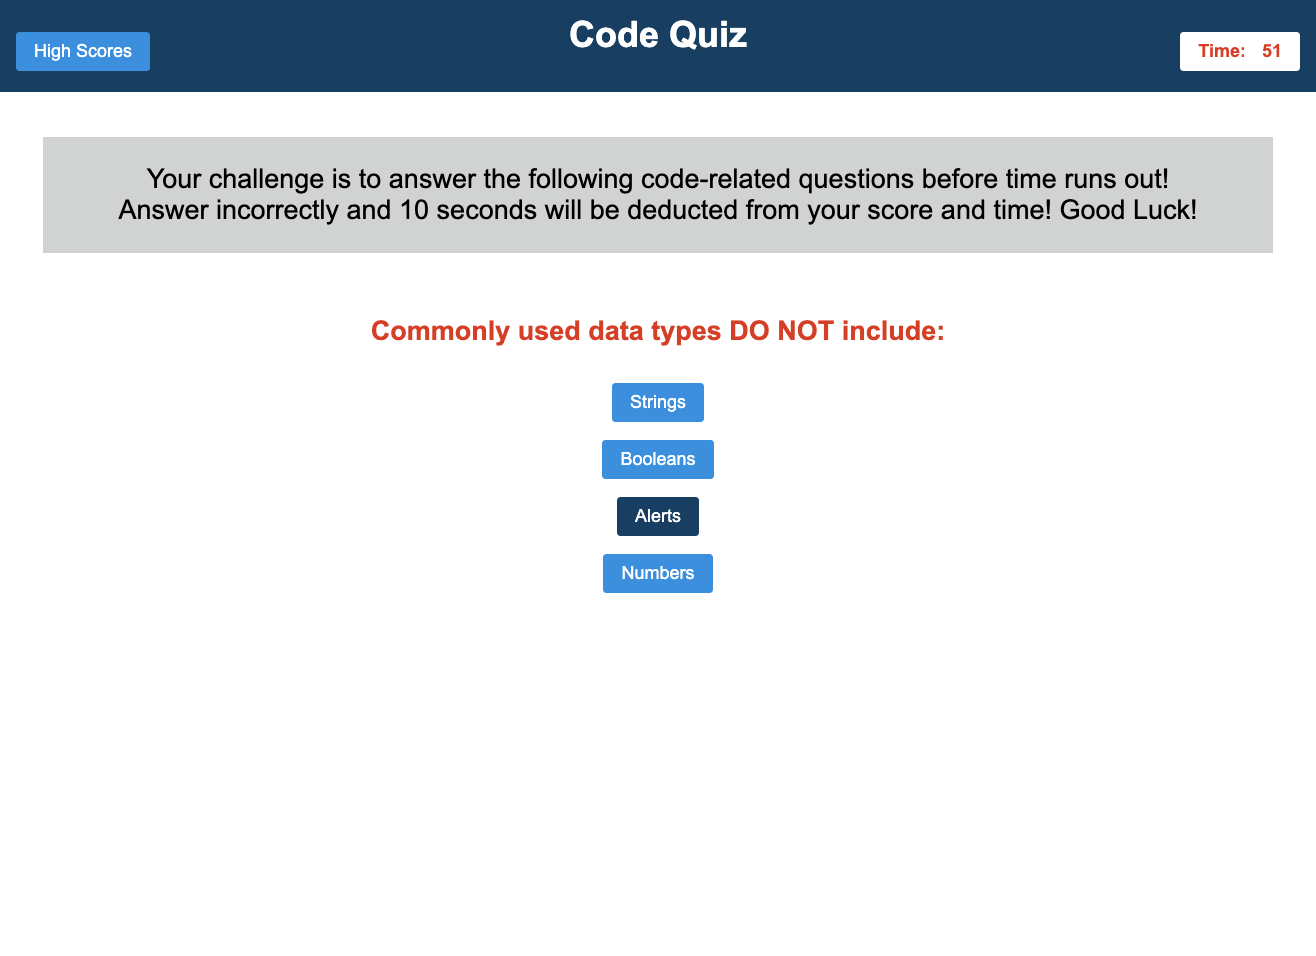 Code Quiz
High Scores
Time: 51
Your challenge is to answer the following code-related questions before time runs out!
Answer incorrectly and 10 seconds will be deducted from your score and time! Good Luck!
Commonly used data types DO NOT include:
Strings
Booleans
Alerts
Numbers